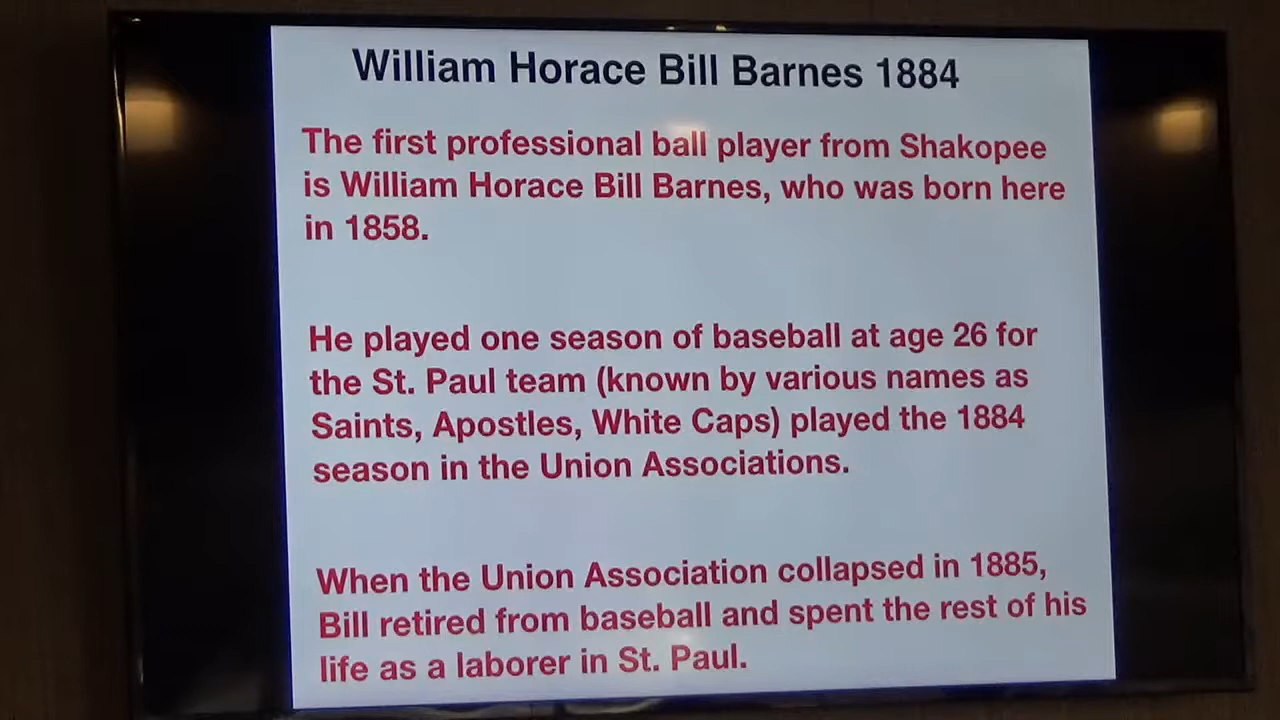 William Horace Bill Barnes 1884
The first professional ball player from Shakopee
is William Horace Bill Barnes, who was born here
in 1858.
He played one season of baseball at age 26 for
the St. Paul team (known by various names as
Saints, Apostles, White Caps) played the 1884
season in the Union Associations.
When the Union Association collapsed in 1885,
Bill retired from baseball and spent the rest of his
life as a laborer in St. Paul.